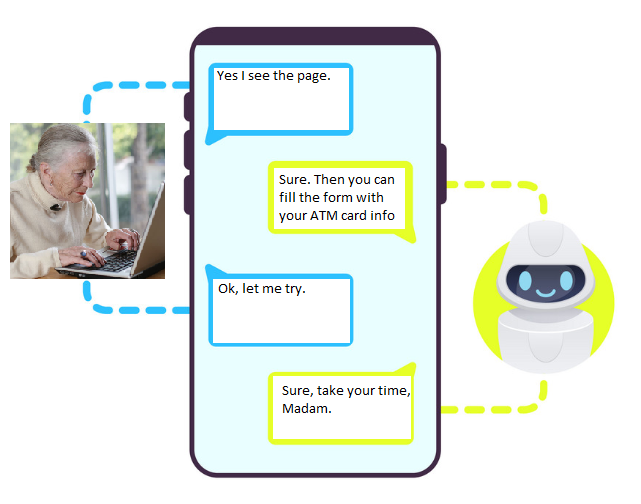 Yes I see the page.
Sure. Then you can
fill the form with
your ATM card info
Ok, let me try.
Sure, take your time,
Madam.